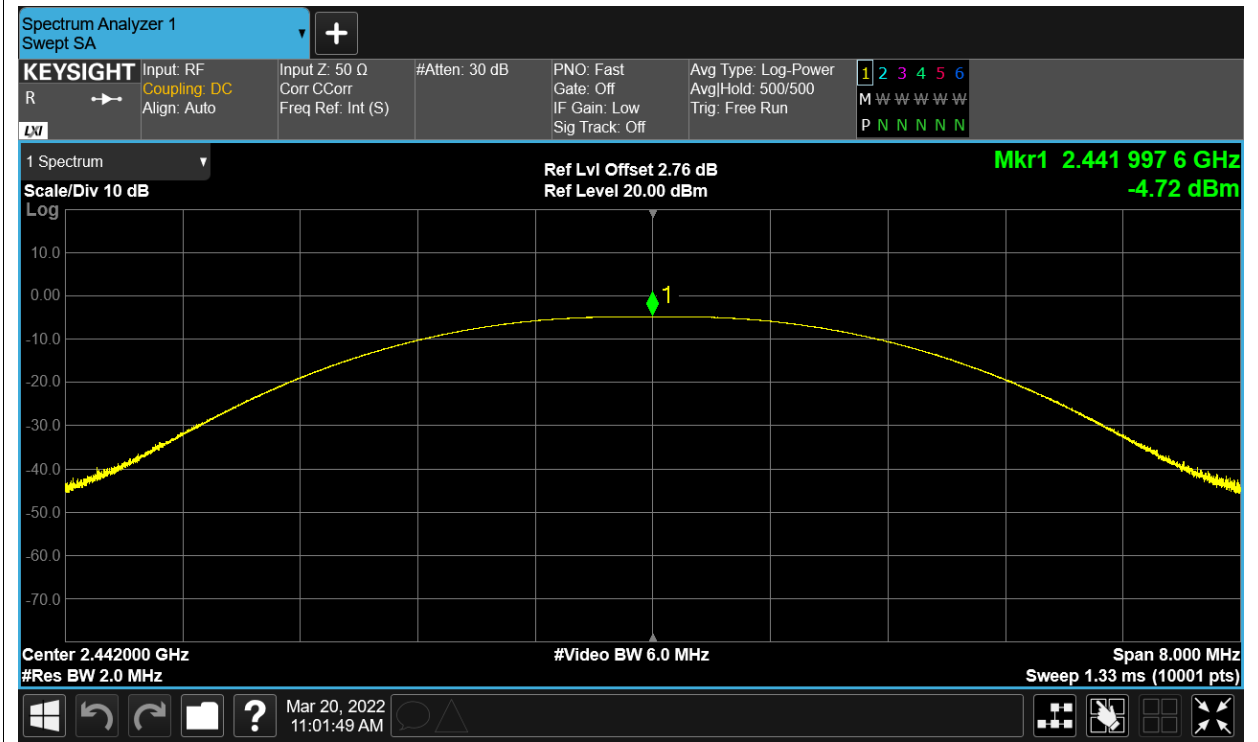 Spectrum Analyzer 1
Swept SA
KEYSIGHT
R
LXI
Input: RF
Coupling: DC
Align: Auto
Input Z: 50 Ω
Corr CCorr
Freq Ref: Int (S)
#Atten: 30 dB
PNO: Fast
Gate: Off
IF Gain: Low
Sig Track: Off
Avg Type: Log-Power
Avg|Hold: 500/500
Trig: Free Run
1 2 3 4 5 6
M W W W W W
P N N N N N
1 Spectrum
Scale/Div 10 dB
Log
Ref Lvl Offset 2.76 dB
Ref Level 20.00 dBm
Mkr1 2.441 997 6 GHz
-4.72 dBm
10.0
0.00
-10.0
-20.0
-30.0
-40.0
-50.0
-60.0
-70.0
1
Center 2.442000 GHz
#Res BW 2.0 MHz
#Video BW 6.0 MHz
Span 8.000 MHz
Sweep 1.33 ms (10001 pts)
?
Mar 20, 2022
11:01:49 AM